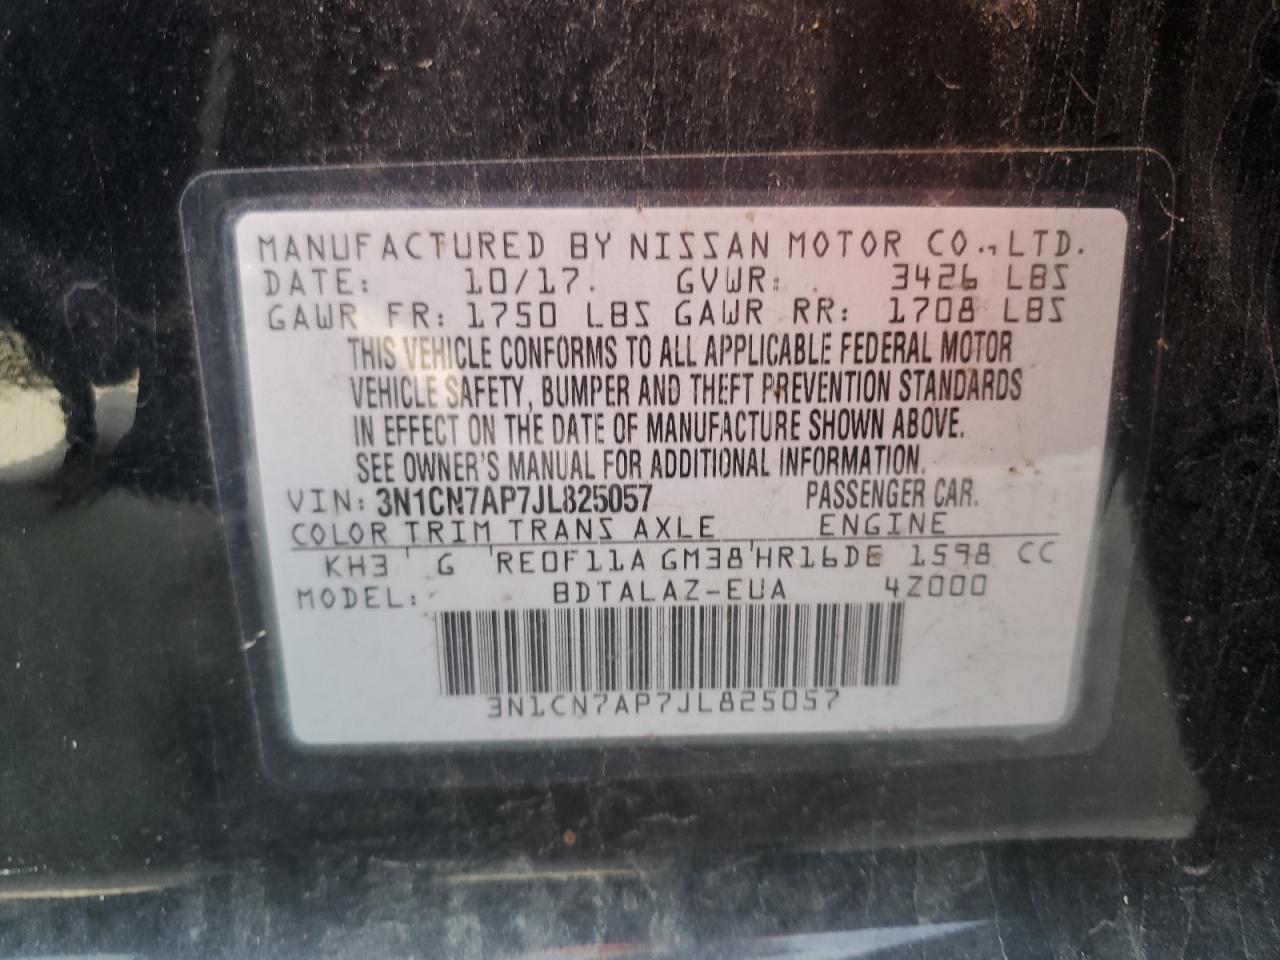 MANUFACTURED BY NISSAN MOTOR CO., LTD.
DATE: 10/17. GVWR: 3426 LBS
GAWR FR: 1750 LBS GAWR RR: 1708 LBS
THIS VEHICLE CONFORMS TO ALL APPLICABLE FEDERAL MOTOR
VEHICLE SAFETY, BUMPER AND THEFT PREVENTION STANDARDS
IN EFFECT ON THE DATE OF MANUFACTURE SHOWN ABOVE.
SEE OWNER'S MANUAL FOR ADDITIONAL INFORMATION.
VIN: 3N1CN7AP7JL825057 PASSENGER CAR.
COLOR TRIM TRANS AXLE ENGINE
KH3 G RE0F11A GM38 HR16DE 1598 CC
MODEL: BDTALAZ-EUA 4Z000
3N1CN7AP7JL825057